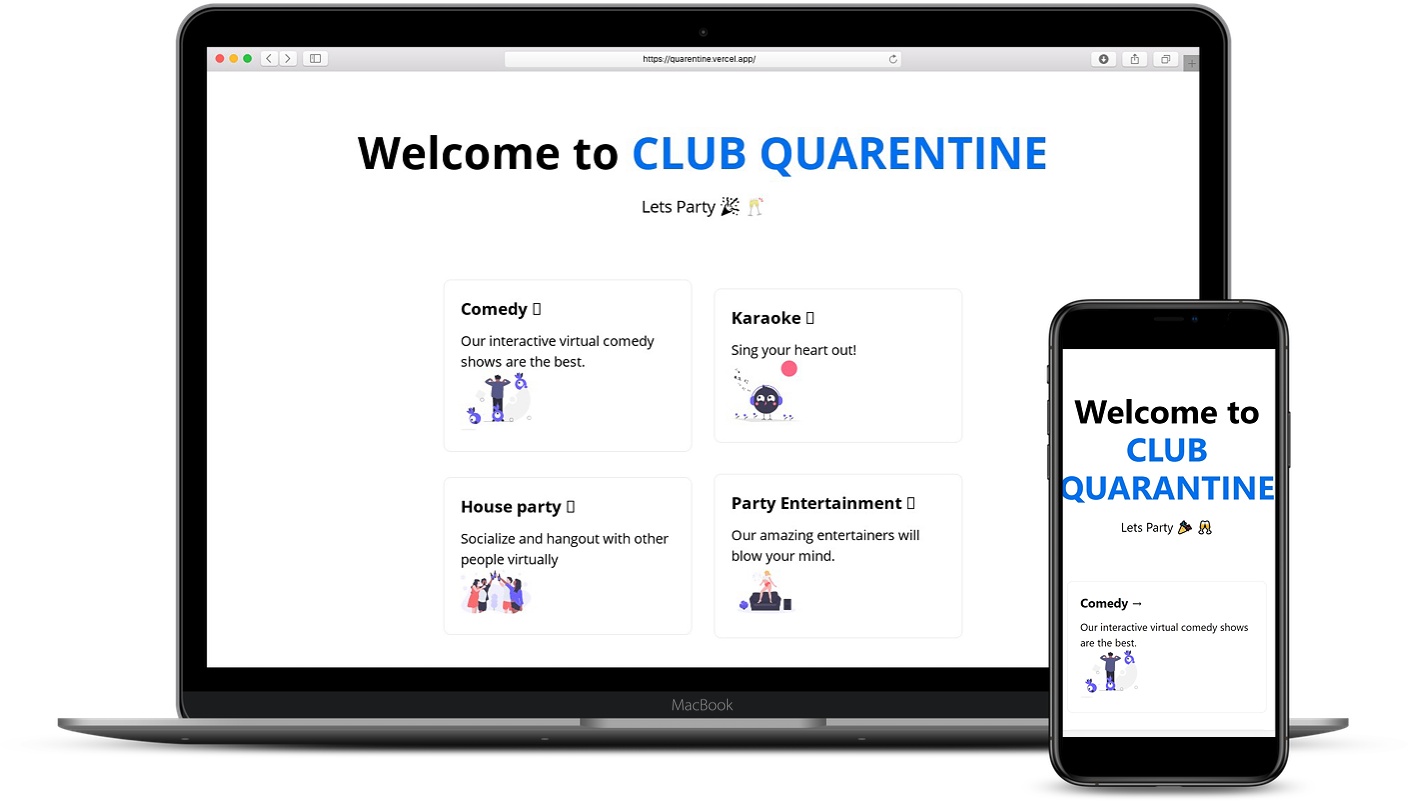 https://quarentine.vercel.app/
Welcome to CLUB QUARENTINE
Lets Party 🎉 🥂
Comedy 
Our interactive virtual comedy
shows are the best.
Karaoke 
Sing your heart out!
House party 
Socialize and hangout with other
people virtually
Party Entertainment 
Our amazing entertainers will
blow your mind.
MacBook
Welcome to
CLUB
QUARANTINE
Lets Party 🎉 🥂
Comedy →
Our interactive virtual comedy shows
are the best.